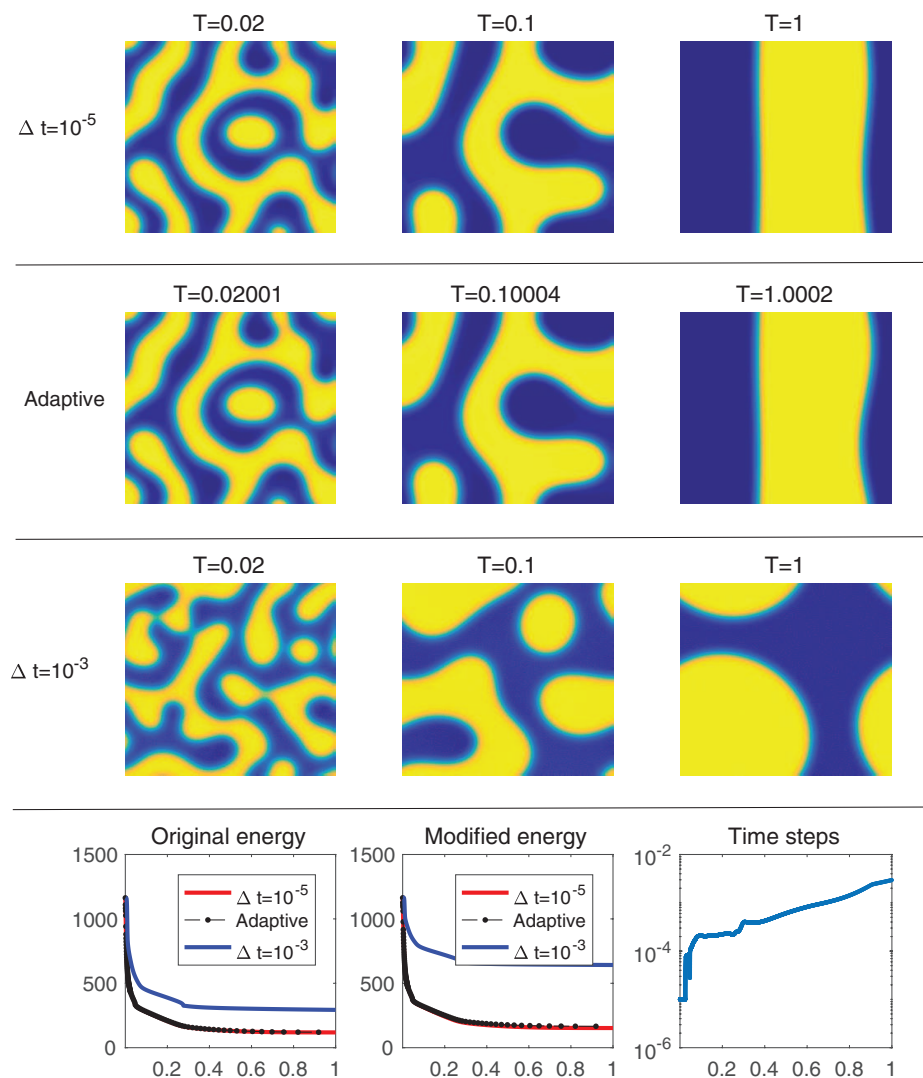 T=0.02 T=0.1 T=1
Δ t=10⁻⁵
T=0.02001 T=0.10004 T=1.0002
Adaptive
T=0.02 T=0.1 T=1
Δ t=10⁻³
Original energy Modified energy Time steps
1500 1500 10⁻²
Δ t=10⁻⁵ Δ t=10⁻⁵
1000 Adaptive 1000 Adaptive
Δ t=10⁻³ Δ t=10⁻³ 10⁻⁴
500 500
0 0 10⁻⁶
0.2 0.4 0.6 0.8 1 0.2 0.4 0.6 0.8 1 0 0.2 0.4 0.6 0.8 1